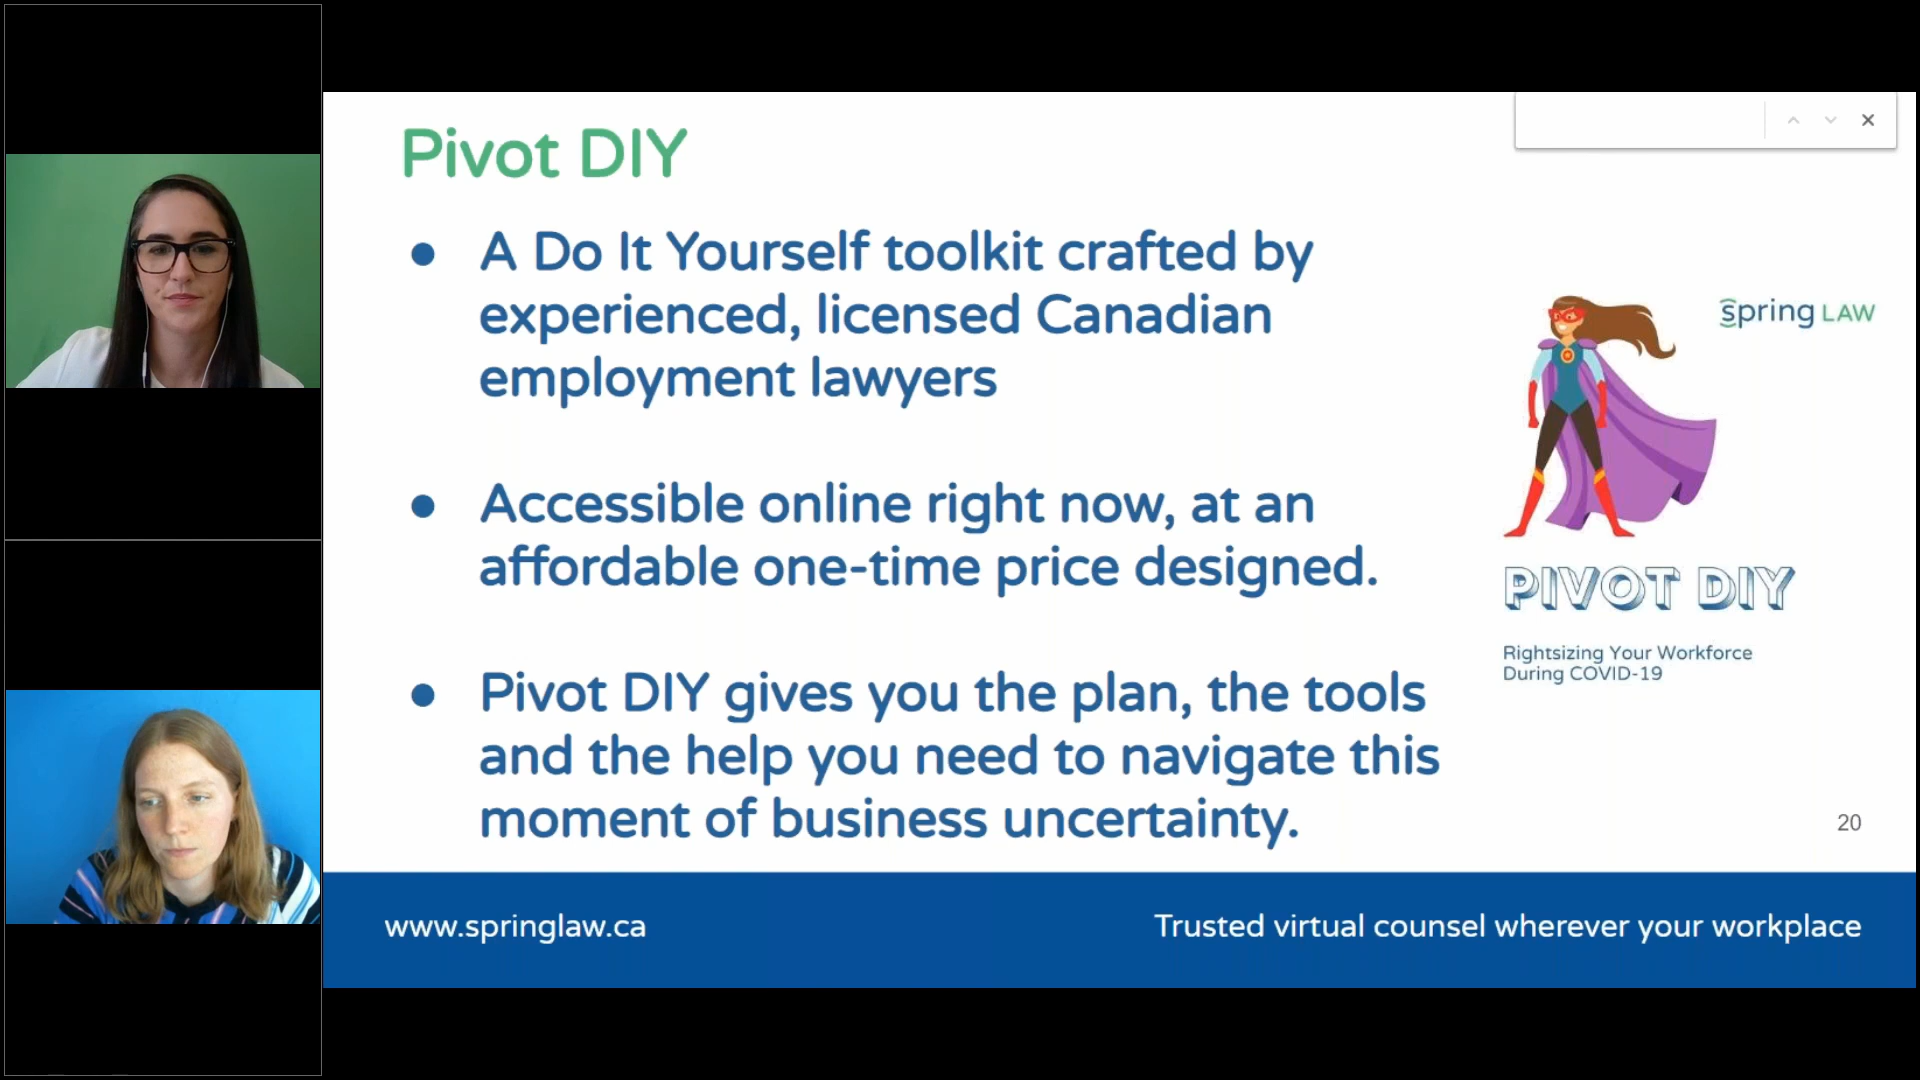 Pivot DIY
● A Do It Yourself toolkit crafted by
experienced, licensed Canadian
employment lawyers
● Accessible online right now, at an
affordable one-time price designed.
● Pivot DIY gives you the plan, the tools
and the help you need to navigate this
moment of business uncertainty.
spring LAW
PIVOT DIY
Rightsizing Your Workforce
During COVID-19
20
www.springlaw.ca
Trusted virtual counsel wherever your workplace